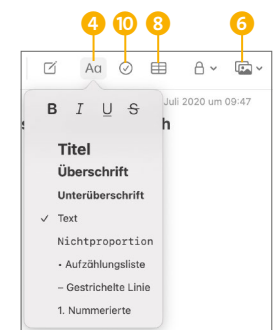 4 10 8 6
Aa
Juli 2020 um 09:47
B I U S
h
Titel
Überschrift
Unterüberschrift
✓ Text
Nichtproportion
• Aufzählungsliste
– Gestrichelte Linie
1. Nummerierte